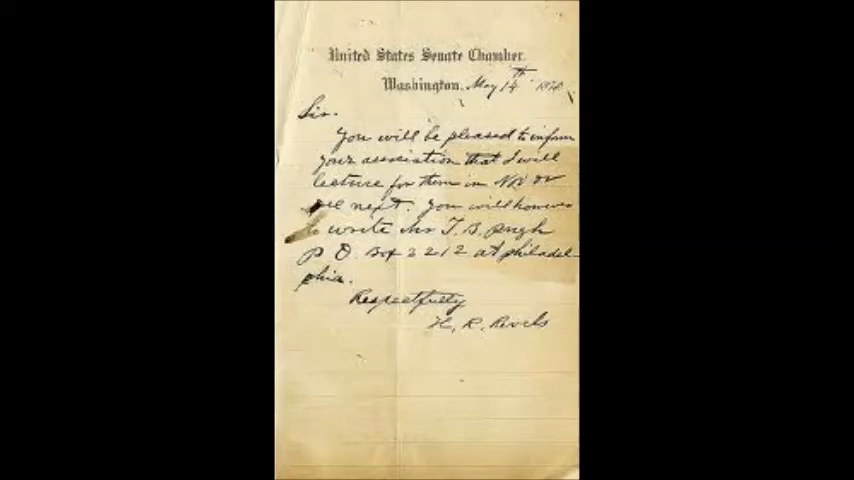 United States Senate Chamber.
Washington, May 14th 1870
Sir.
You will be pleased to inform
your association that I will
lecture for them in Nov or
Dec next. You will however
to write Mr T. B. Pugh
P O. Box 2212 at philadel-
phia.
Respectfully
H. R. Revels